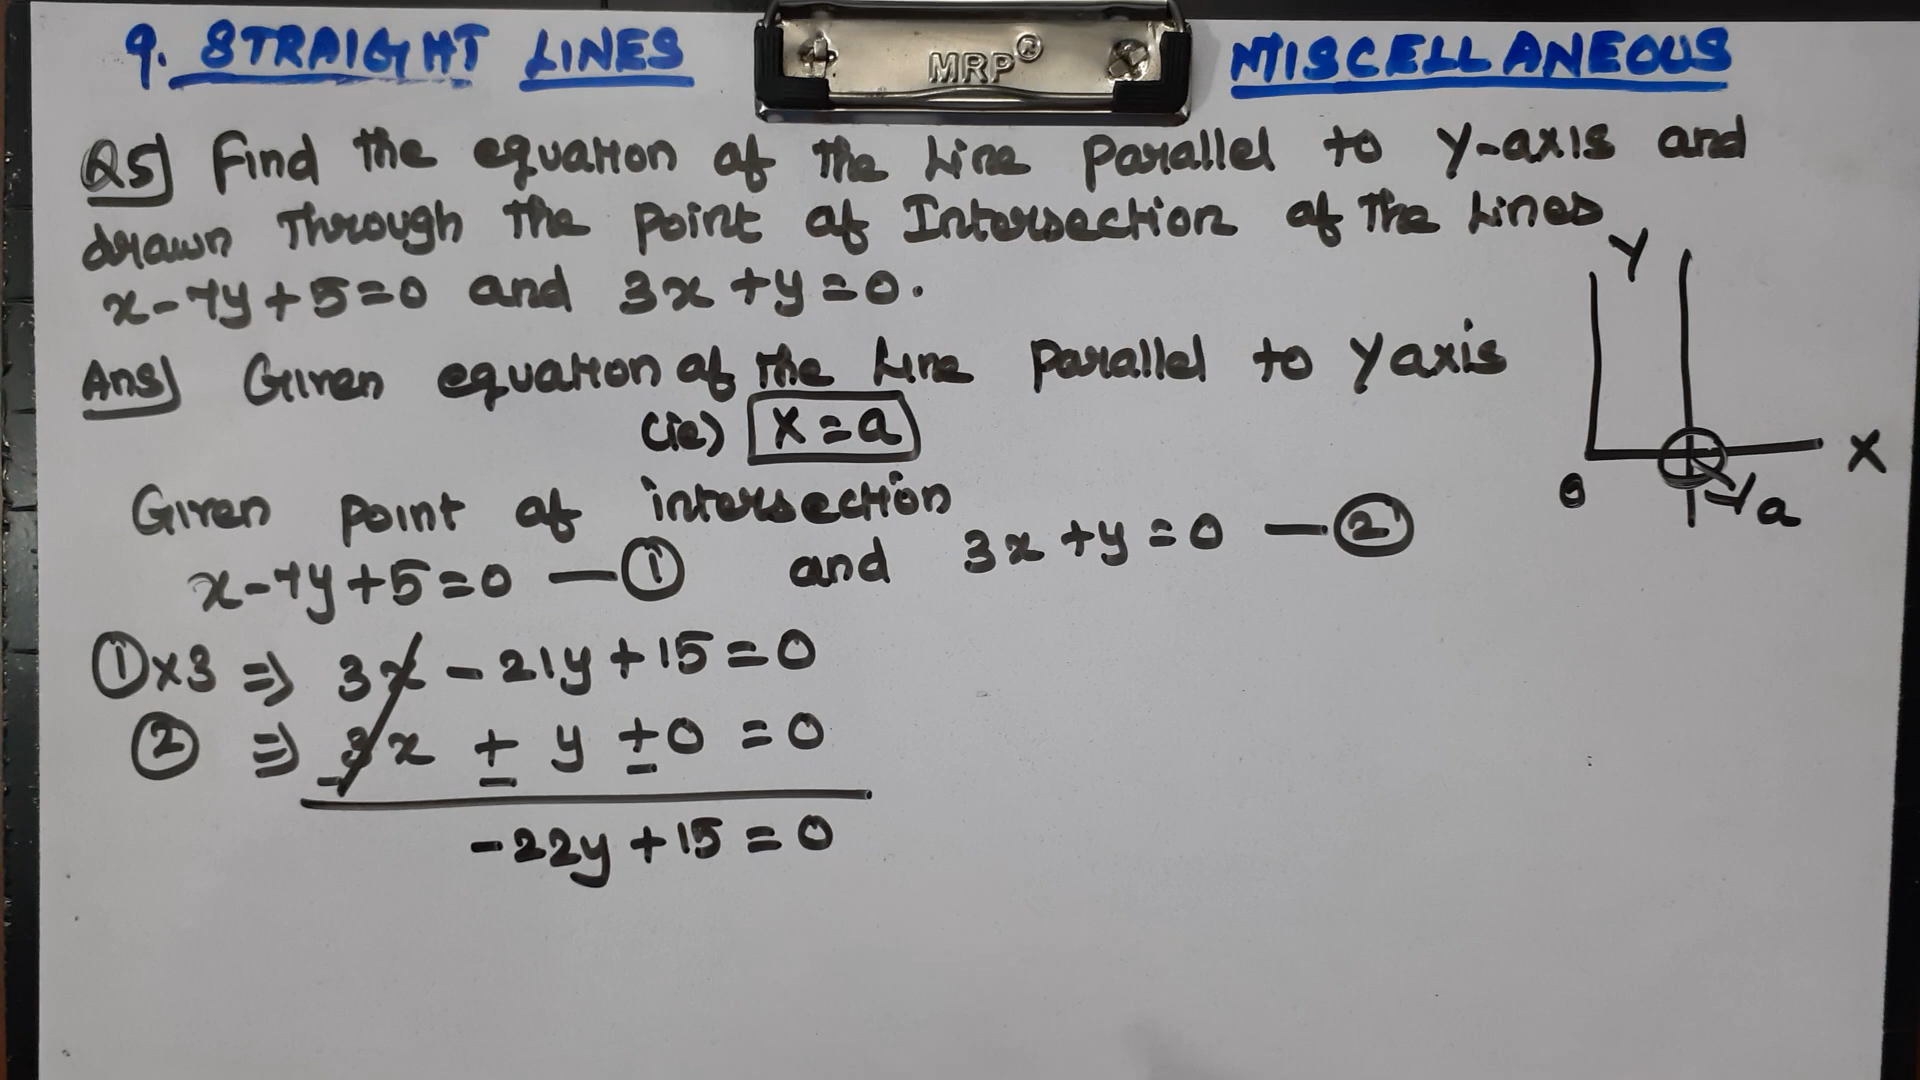 9. STRAIGHT LINES
MRP®
MISCELLANEOUS
Q5] Find the equation of the Line Parallel to Y-axis and
drawn Through The Point of Intersection of The Lines
x-7y+5=0 and 3x+y=0.
Ans] Given equation of The Line Parallel to Y axis
(ie) X=a
Y
X
0
a
Given Point of intersection
x-7y+5=0 — ① and 3x+y=0 — ②
①×3 ⇒ 3x - 21y + 15 = 0
② ⇒ 3x + y + 0 = 0
- - -
-22y + 15 = 0